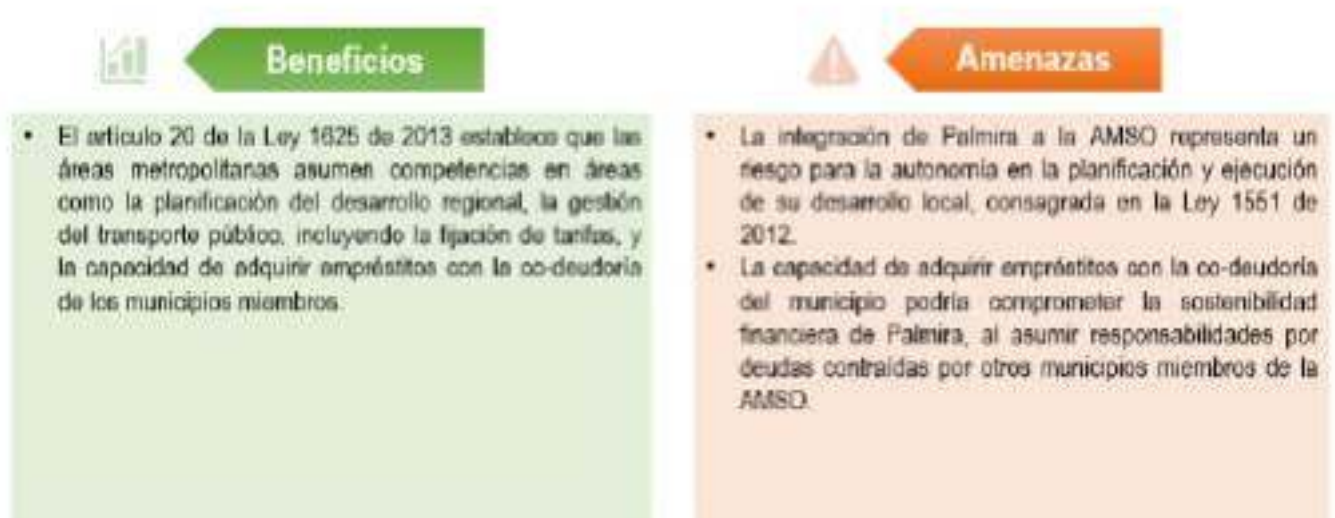 Beneficios
• El artículo 20 de la Ley 1625 de 2013 establece que las
áreas metropolitanas asumen competencias en áreas
como la planificación del desarrollo regional, la gestión
del transporte público, incluyendo la fijación de tarifas, y
la capacidad de adquirir empréstitos con la co-deudoría
de los municipios miembros.
Amenazas
• La integración de Palmira a la AMSO representa un
riesgo para la autonomía en la planificación y ejecución
de su desarrollo local, consagrada en la Ley 1551 de
2012.
• La capacidad de adquirir empréstitos con la co-deudoría
del municipio podría comprometer la sostenibilidad
financiera de Palmira, al asumir responsabilidades por
deudas contraídas por otros municipios miembros de la
AMSO.